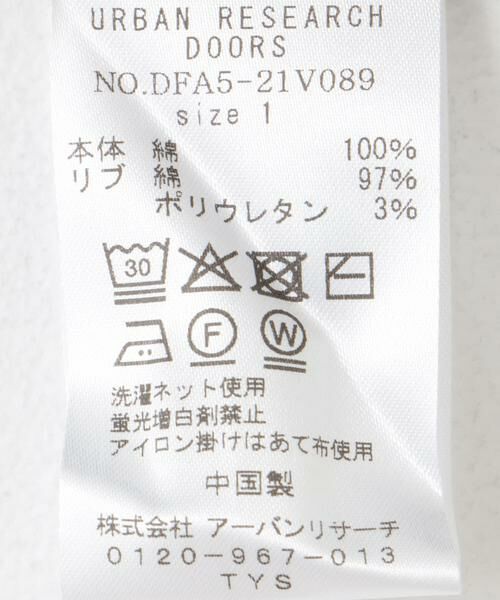 URBAN RESEARCH
DOORS
NO.DFA5-21V089
size 1
本体 綿 100%
リブ 綿 97%
ポリウレタン 3%
30
F W
洗濯ネット使用
蛍光増白剤禁止
アイロン掛けはあて布使用
中国製
株式会社 アーバンリサーチ
0120-967-013
TYS